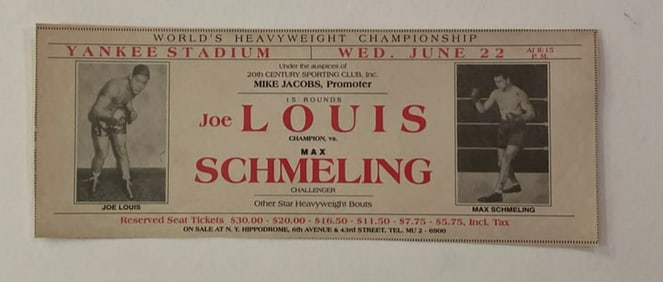 WORLD'S HEAVYWEIGHT CHAMPIONSHIP
YANKEE STADIUM WED. JUNE 22 At 8:15 P.M.
Under the auspices of
20th CENTURY SPORTING CLUB, Inc.
MIKE JACOBS, Promoter
15 ROUNDS
Joe LOUIS
CHAMPION, vs.
MAX
SCHMELING
CHALLENGER
Other Star Heavyweight Bouts
JOE LOUIS
MAX SCHMELING
Reserved Seat Tickets $30.00 - $20.00 - $16.50 - $11.50 - $7.75 - $5.75, Incl. Tax
ON SALE AT N. Y. HIPPODROME, 6th AVENUE & 43rd STREET, TEL. MU 2 - 6900